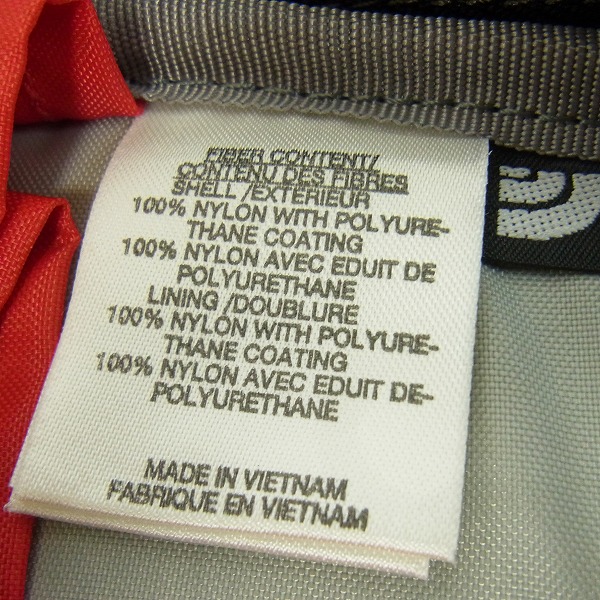 FIBER CONTENT/
CONTENU DES FIBRES
SHELL /EXTERIEUR
100% NYLON WITH POLYURE-
THANE COATING
100% NYLON AVEC EDUIT DE
POLYURETHANE
LINING /DOUBLURE
100% NYLON WITH POLYURE-
THANE COATING
100% NYLON AVEC EDUIT DE-
POLYURETHANE
MADE IN VIETNAM
FABRIQUE EN VIETNAM